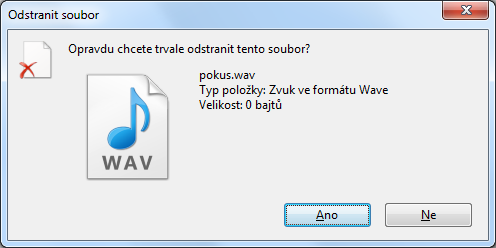 Odstranit soubor
Opravdu chcete trvale odstranit tento soubor?
pokus.wav
Typ položky: Zvuk ve formátu Wave
Velikost: 0 bajtů
WAV
Ano
Ne